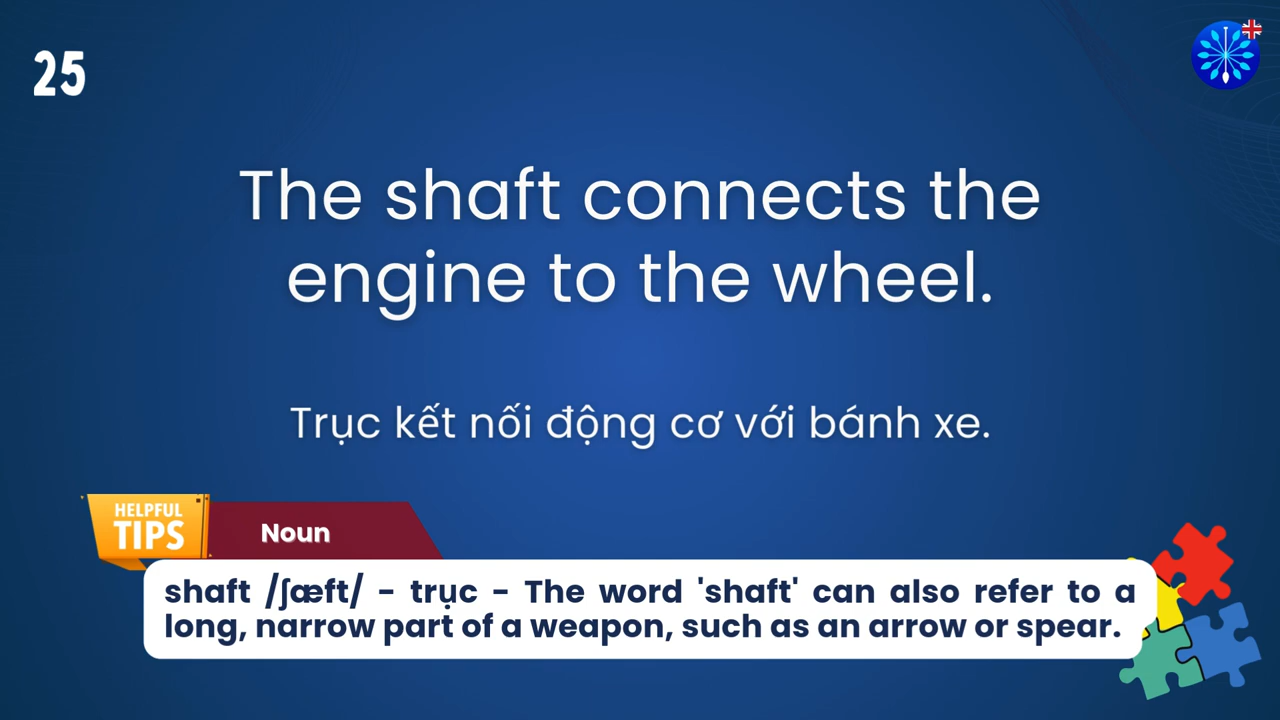 25
The shaft connects the
engine to the wheel.
Trục kết nối động cơ với bánh xe.
HELPFUL
TIPS
Noun
shaft /ʃæft/ - trục - The word 'shaft' can also refer to a
long, narrow part of a weapon, such as an arrow or spear.